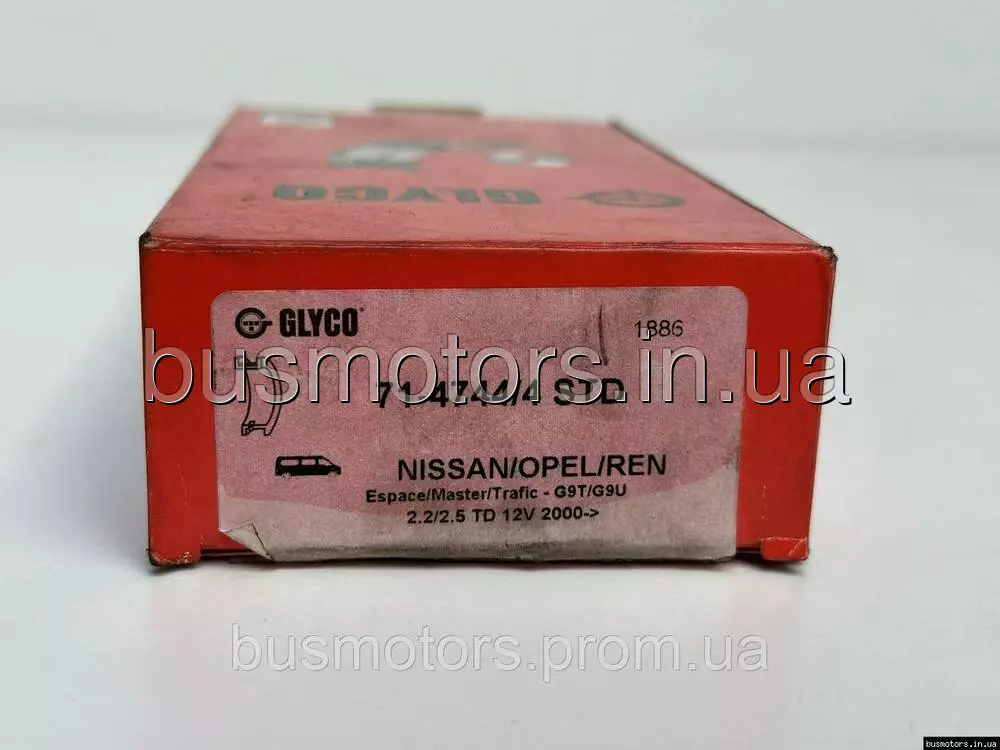 GLYCO
GLYCO
1886
busmotors.in.ua
71-4744/4 STD
NISSAN/OPEL/REN
Espace/Master/Trafic - G9T/G9U
2.2/2.5 TD 12V 2000->
busmotors.prom.ua
busmotors.in.ua